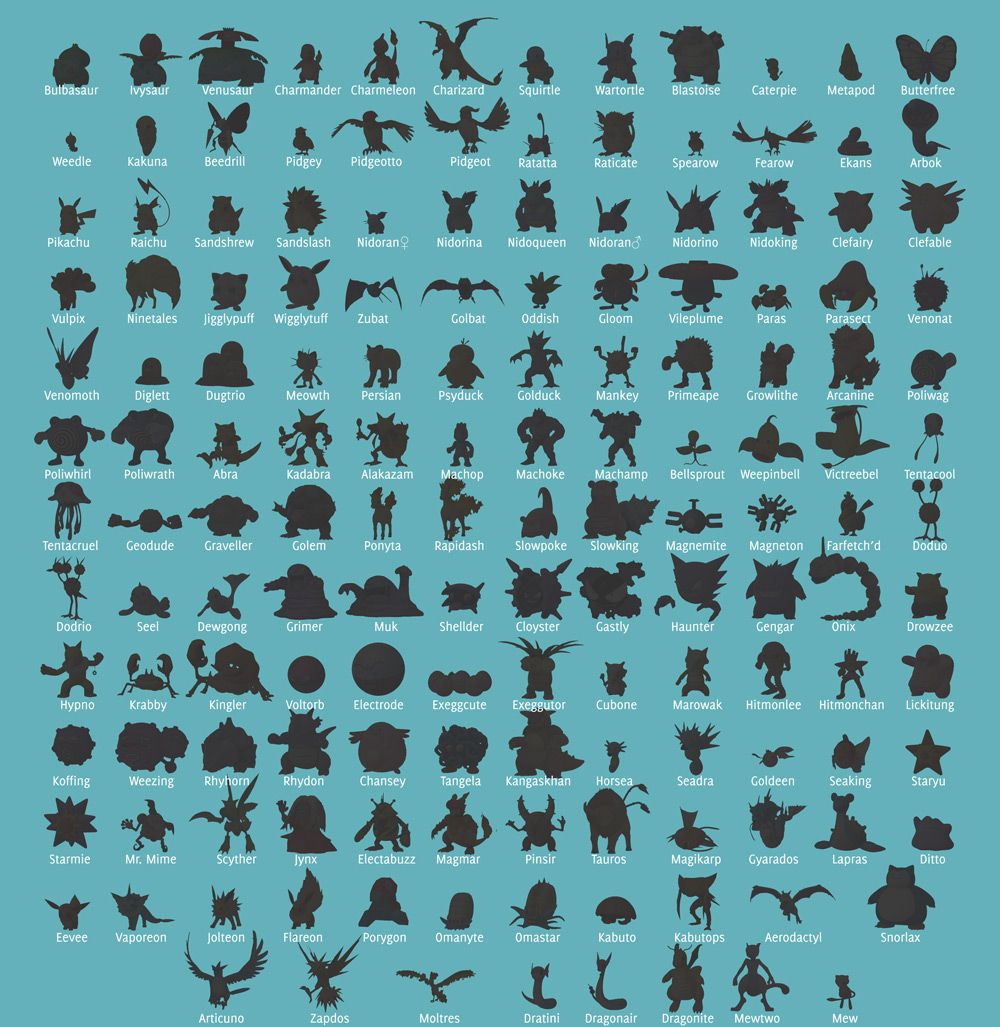 Bulbasaur Ivysaur Venusaur Charmander Charmeleon Charizard Squirtle Wartortle Blastoise Caterpie Metapod Butterfree
Weedle Kakuna Beedrill Pidgey Pidgeotto Pidgeot Ratatta Raticate Spearow Fearow Ekans Arbok
Pikachu Raichu Sandshrew Sandslash Nidoran♀ Nidorina Nidoqueen Nidoran♂ Nidorino Nidoking Clefairy Clefable
Vulpix Ninetales Jigglypuff Wigglytuff Zubat Golbat Oddish Gloom Vileplume Paras Parasect Venonat
Venomoth Diglett Dugtrio Meowth Persian Psyduck Golduck Mankey Primeape Growlithe Arcanine Poliwag
Poliwhirl Poliwrath Abra Kadabra Alakazam Machop Machoke Machamp Bellsprout Weepinbell Victreebel Tentacool
Tentacruel Geodude Graveller Golem Ponyta Rapidash Slowpoke Slowking Magnemite Magneton Farfetch'd Doduo
Dodrio Seel Dewgong Grimer Muk Shellder Cloyster Gastly Haunter Gengar Onix Drowzee
Hypno Krabby Kingler Voltorb Electrode Exeggcute Exeggutor Cubone Marowak Hitmonlee Hitmonchan Lickitung
Koffing Weezing Rhyhorn Rhydon Chansey Tangela Kangaskhan Horsea Seadra Goldeen Seaking Staryu
Starmie Mr. Mime Scyther Jynx Electabuzz Magmar Pinsir Tauros Magikarp Gyarados Lapras Ditto
Eevee Vaporeon Jolteon Flareon Porygon Omanyte Omastar Kabuto Kabutops Aerodactyl Snorlax
Articuno Zapdos Moltres Dratini Dragonair Dragonite Mewtwo Mew